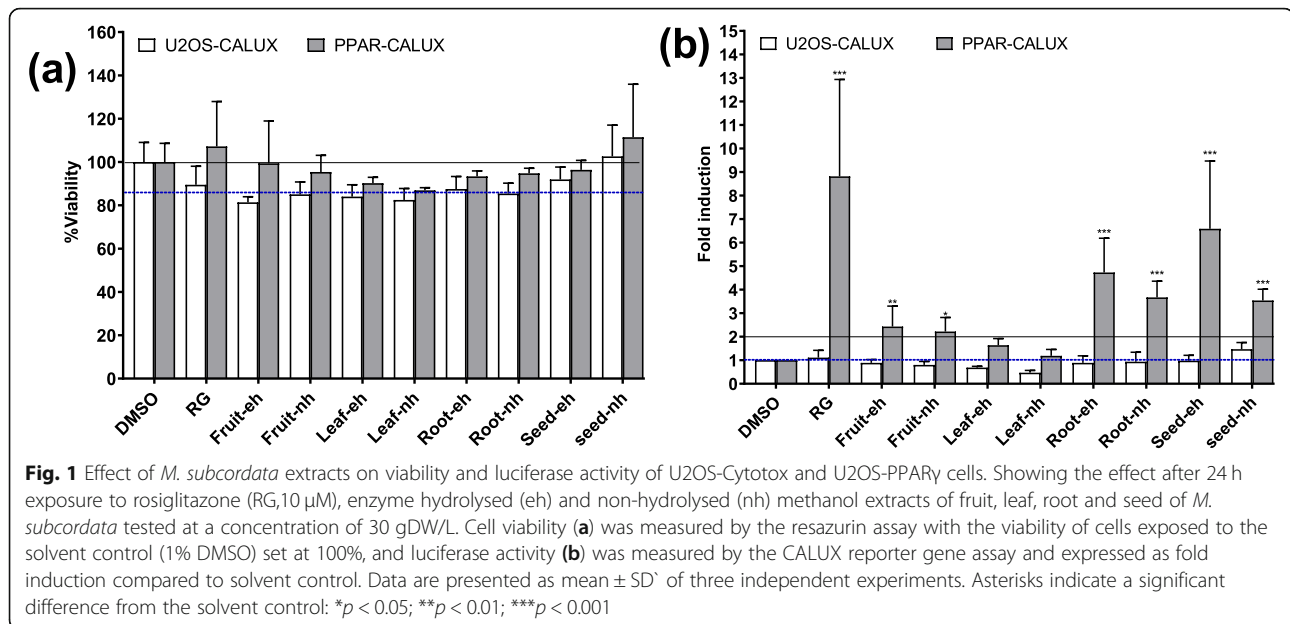 (a)
U2OS-CALUX
PPAR-CALUX
%Viability
160
140
120
100
80
60
40
20
0
DMSO
RG
Fruit-eh
Fruit-nh
Leaf-eh
Leaf-nh
Root-eh
Root-nh
Seed-eh
seed-nh
(b)
U2OS-CALUX
PPAR-CALUX
Fold induction
15
14
13
12
11
10
9
8
7
6
5
4
3
2
1
0
***
**
*
***
***
***
***
DMSO
RG
Fruit-eh
Fruit-nh
Leaf-eh
Leaf-nh
Root-eh
Root-nh
Seed-eh
seed-nh
Fig. 1 Effect of M. subcordata extracts on viability and luciferase activity of U2OS-Cytotox and U2OS-PPARγ cells. Showing the effect after 24 h
exposure to rosiglitazone (RG,10 μM), enzyme hydrolysed (eh) and non-hydrolysed (nh) methanol extracts of fruit, leaf, root and seed of M.
subcordata tested at a concentration of 30 gDW/L. Cell viability (a) was measured by the resazurin assay with the viability of cells exposed to the
solvent control (1% DMSO) set at 100%, and luciferase activity (b) was measured by the CALUX reporter gene assay and expressed as fold
induction compared to solvent control. Data are presented as mean ± SD` of three independent experiments. Asterisks indicate a significant
difference from the solvent control: *p < 0.05; **p < 0.01; ***p < 0.001